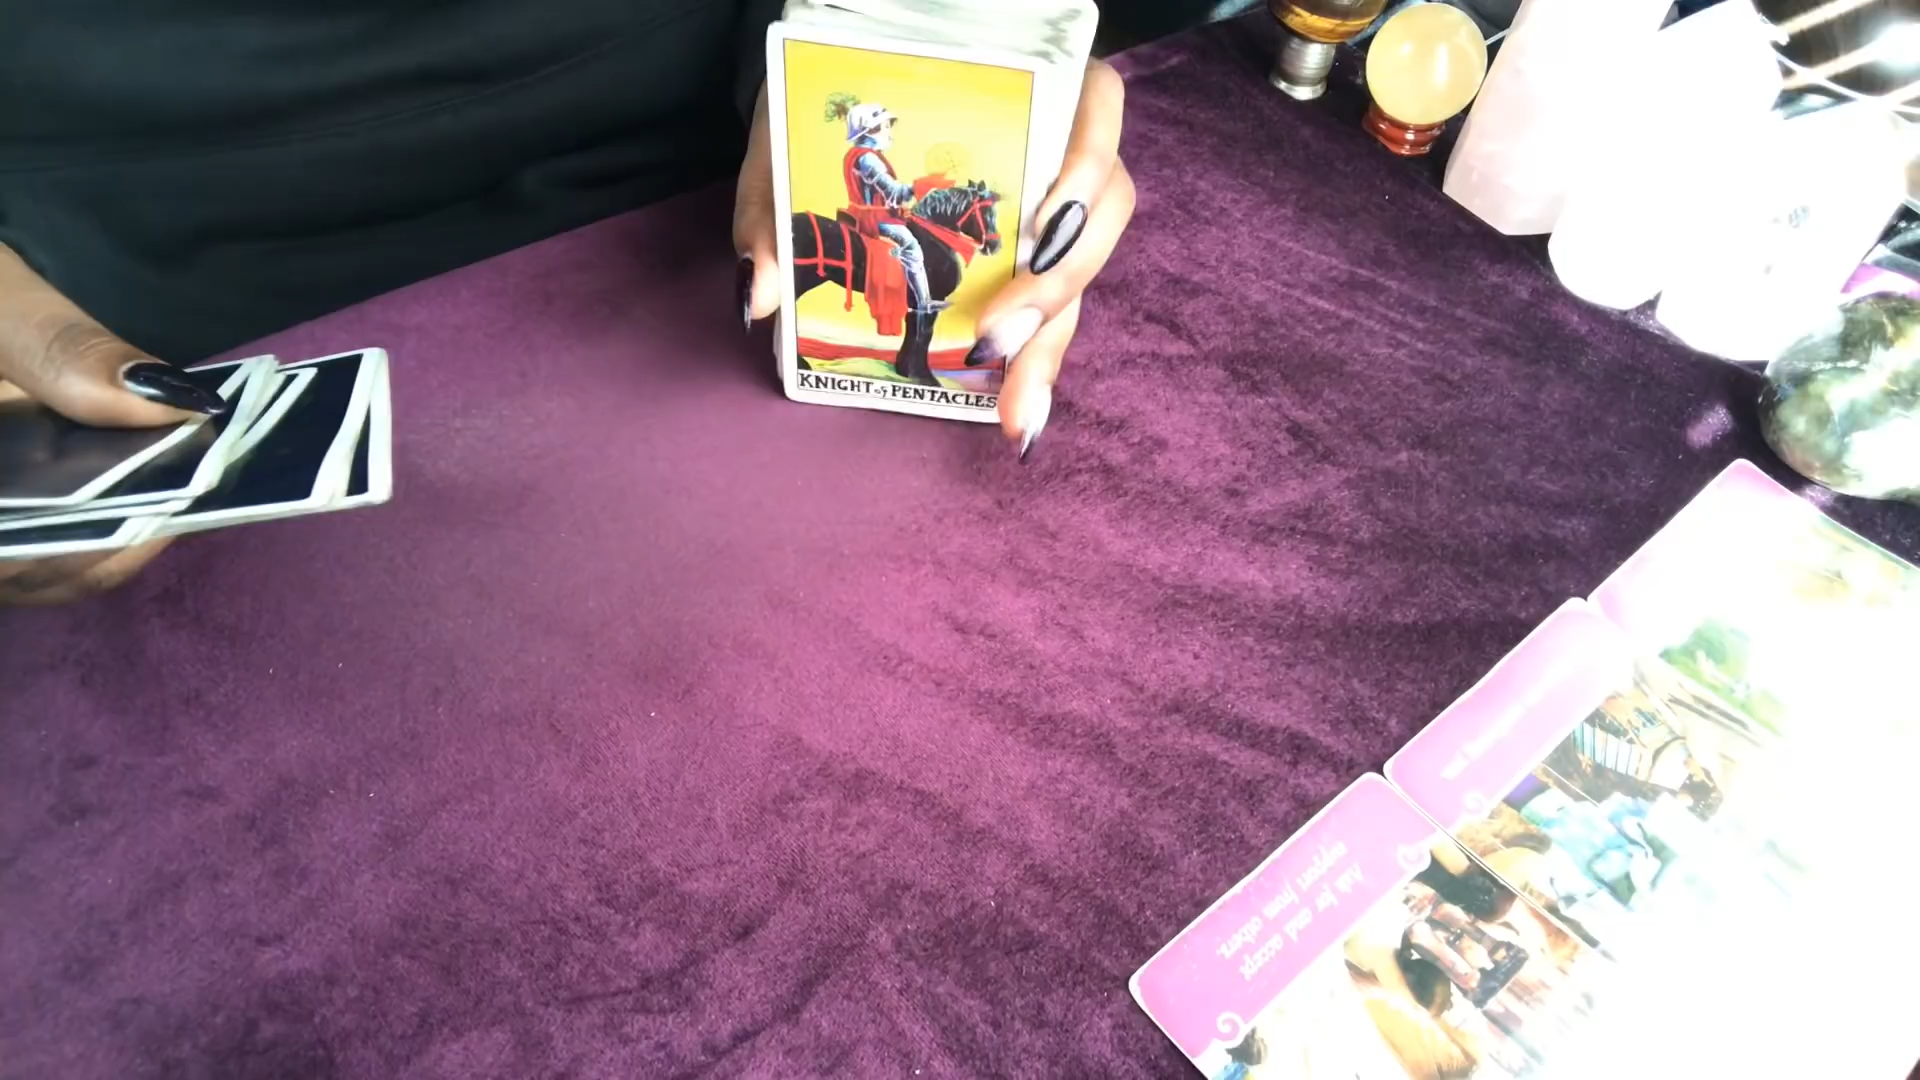 KNIGHT of PENTACLES
Ask for and accept
support from others.